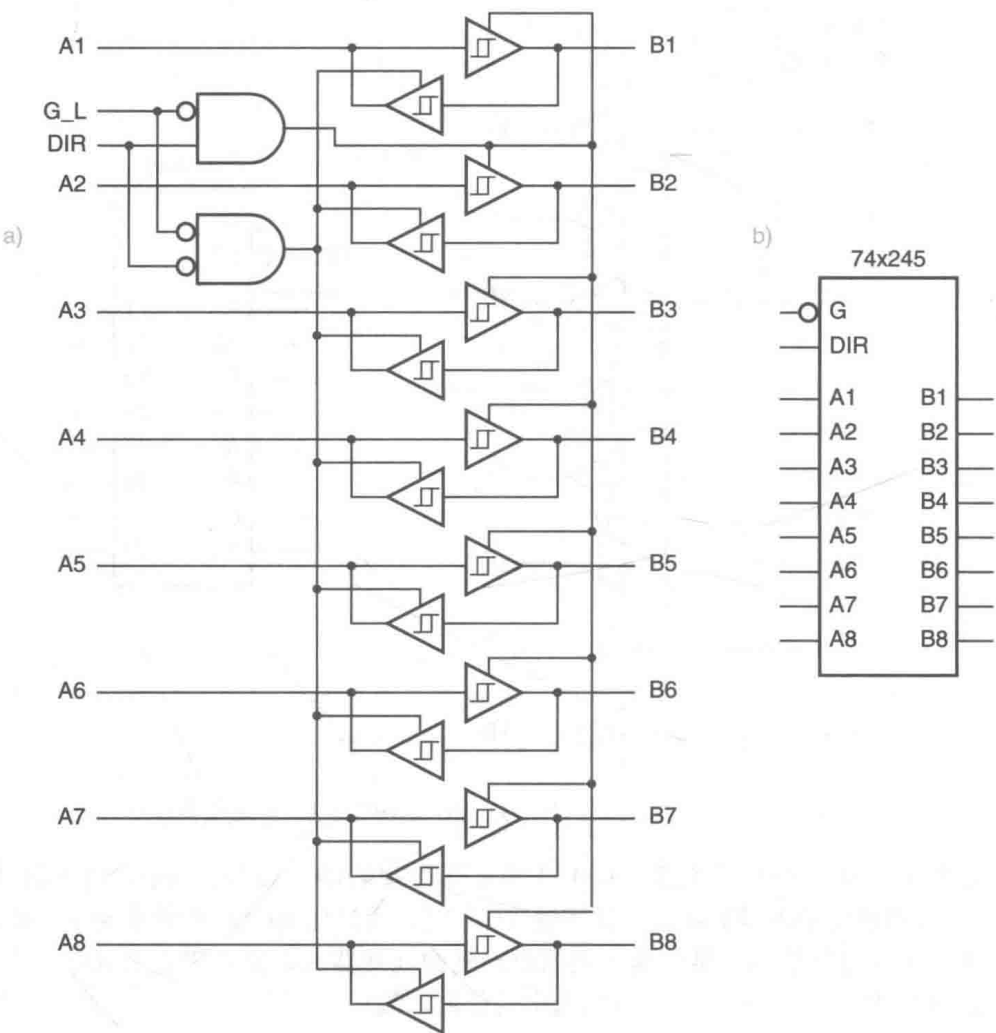 a)
A1 B1
G_L
DIR
A2 B2
A3 B3
A4 B4
A5 B5
A6 B6
A7 B7
A8 B8
b)
74x245
G
DIR
A1 B1
A2 B2
A3 B3
A4 B4
A5 B5
A6 B6
A7 B7
A8 B8